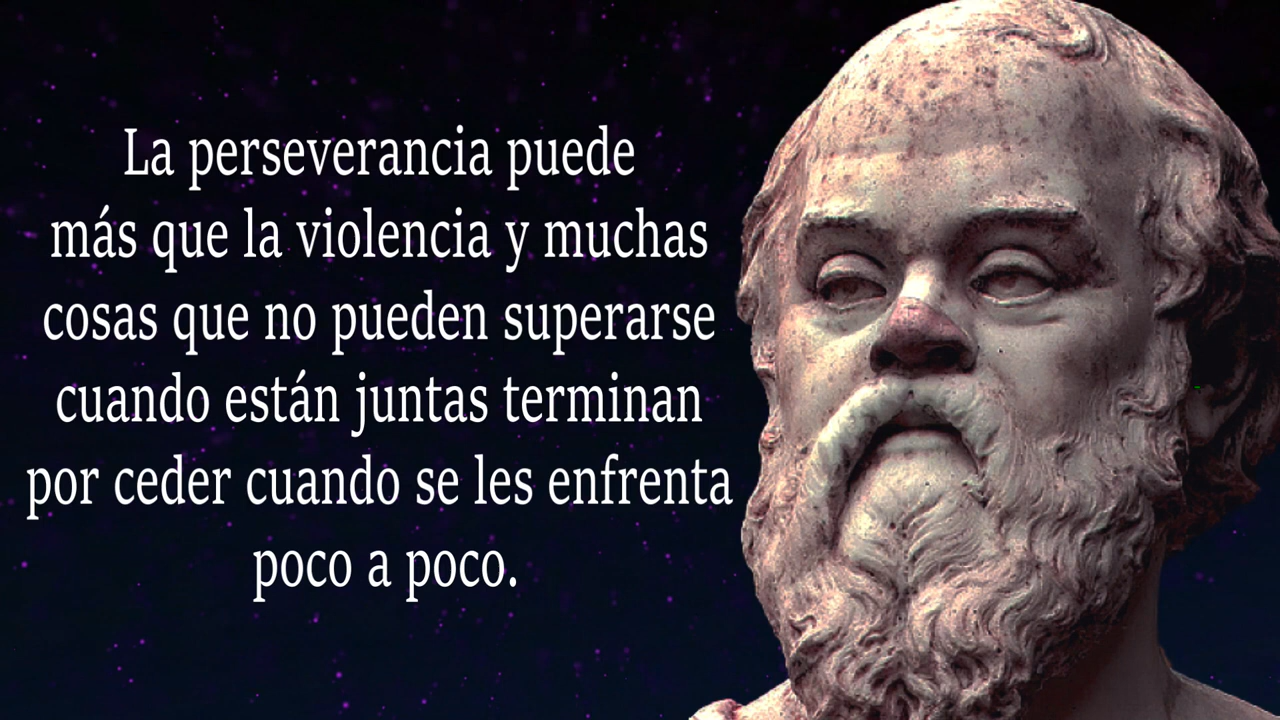 La perseverancia puede
más que la violencia y muchas
cosas que no pueden superarse
cuando están juntas terminan
por ceder cuando se les enfrenta
poco a poco.